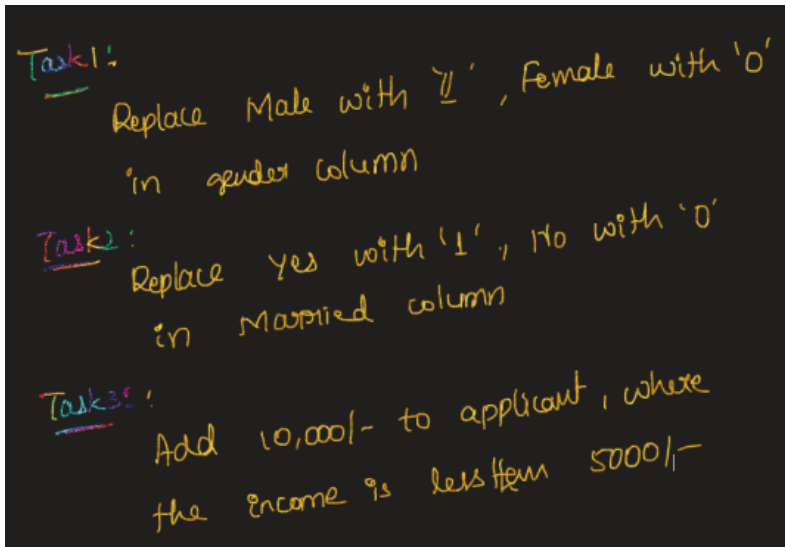 Task1:
Replace Male with '1', Female with '0'
in gender column
Task2:
Replace yes with '1', No with '0'
in Married column
Task3:
Add 10,000/- to applicant, where
the income is less than 5000/-